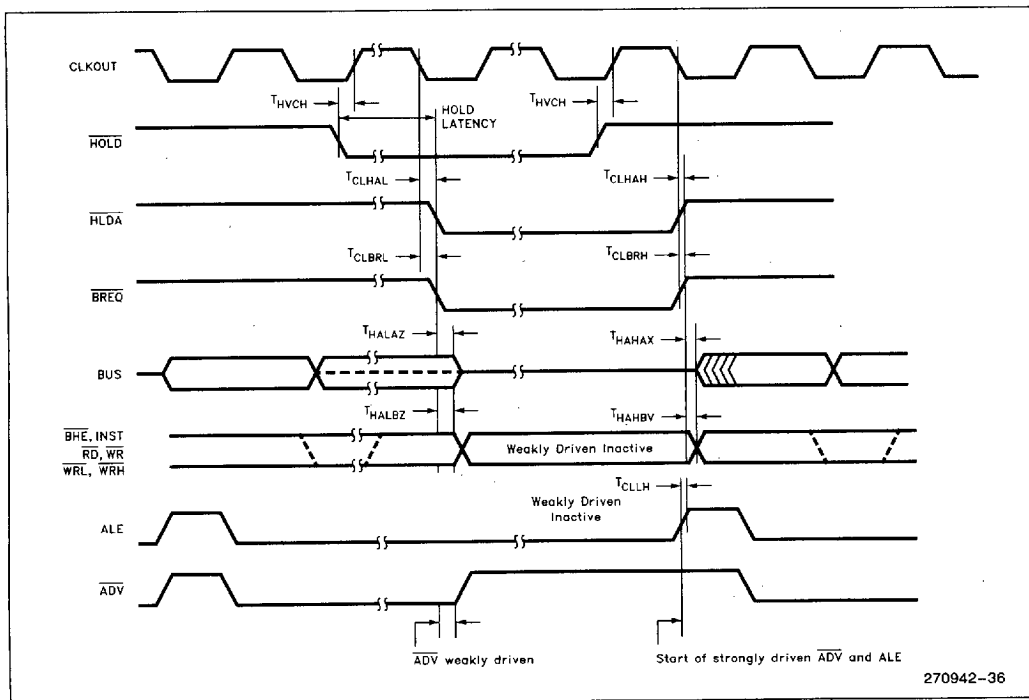 CLKOUT
T_HVCH
HOLD
LATENCY
T_HVCH
HOLD
T_CLHAL
T_CLHAH
HLDA
T_CLBRL
T_CLBRH
BREQ
T_HALAZ
T_HAHAX
BUS
T_HALBZ
T_HAHBV
BHE, INST
RD, WR
WRL, WRH
Weakly Driven Inactive
T_CLLH
Weakly Driven
Inactive
ALE
ADV
ADV weakly driven
Start of strongly driven ADV and ALE
270942-36